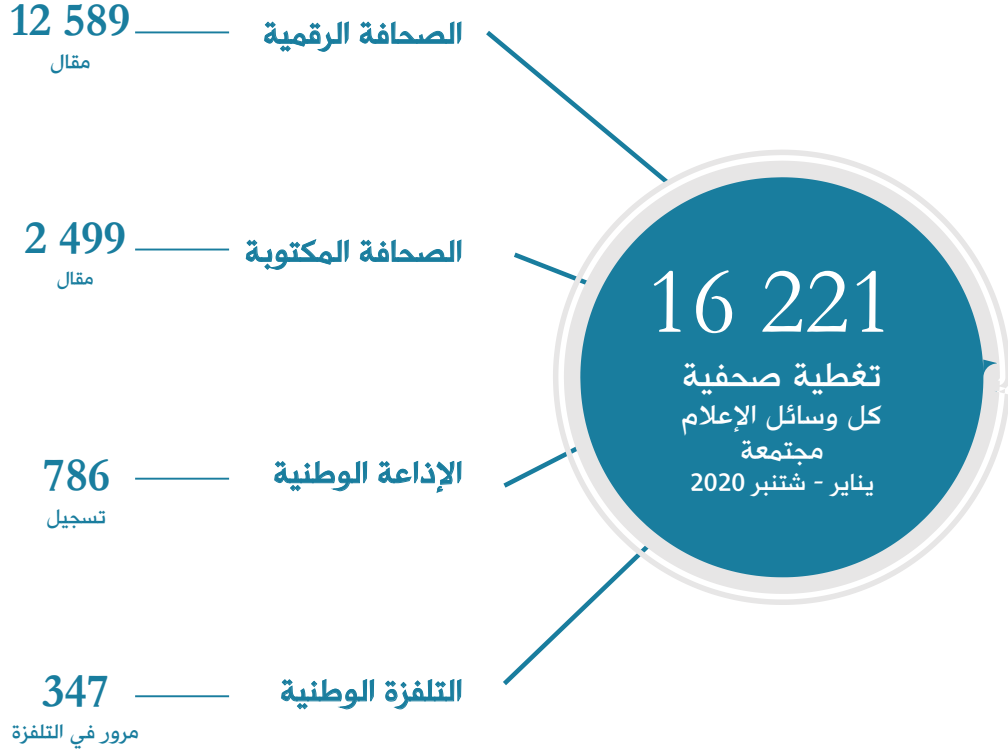 16 221
تغطية صحفية
كل وسائل الإعلام
مجتمعة
يناير - شتنبر 2020
الصحافة الرقمية
12 589
مقال
الصحافة المكتوبة
2 499
مقال
الإذاعة الوطنية
786
تسجيل
التلفزة الوطنية
347
مرور في التلفزة